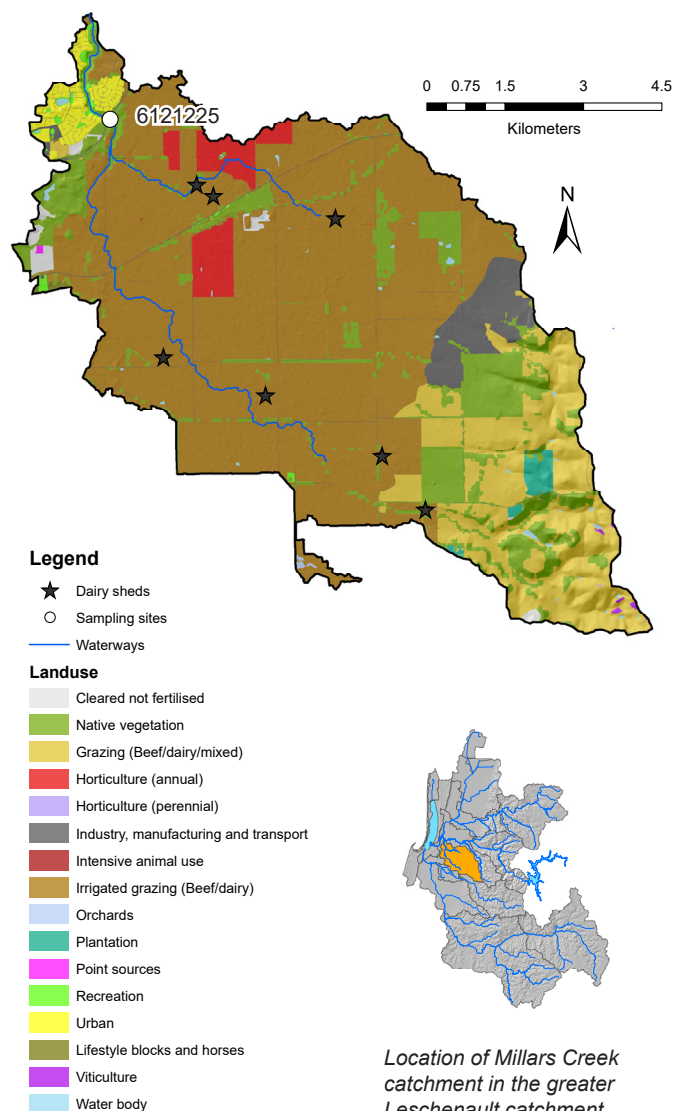 6121225
0 0.75 1.5 3 4.5
Kilometers
N
Legend
Dairy sheds
Sampling sites
Waterways
Landuse
Cleared not fertilised
Native vegetation
Grazing (Beef/dairy/mixed)
Horticulture (annual)
Horticulture (perennial)
Industry, manufacturing and transport
Intensive animal use
Irrigated grazing (Beef/dairy)
Orchards
Plantation
Point sources
Recreation
Urban
Lifestyle blocks and horses
Viticulture
Water body
Location of Millars Creek
catchment in the greater
Leschenault catchment